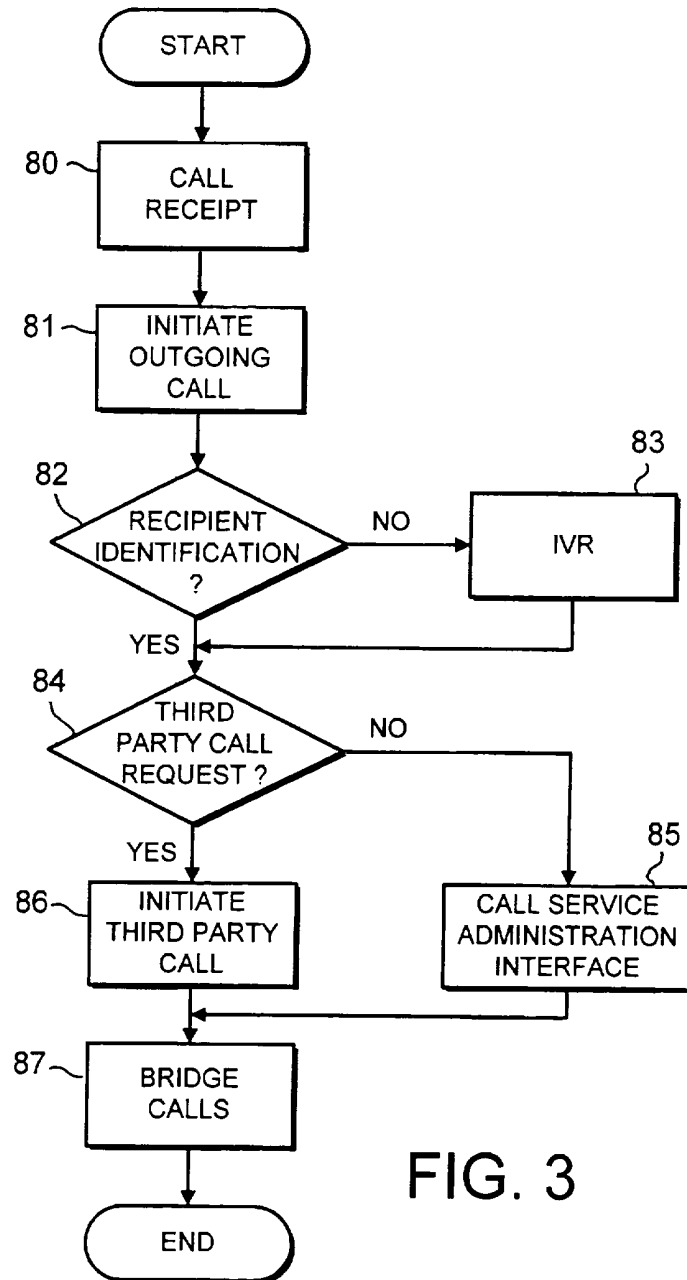 START
80
CALL
RECEIPT
81
INITIATE
OUTGOING
CALL
82
RECIPIENT
IDENTIFICATION
?
NO
83
IVR
YES
84
THIRD
PARTY CALL
REQUEST ?
NO
YES
85
CALL SERVICE
ADMINISTRATION
INTERFACE
86
INITIATE
THIRD PARTY
CALL
87
BRIDGE
CALLS
END
FIG. 3